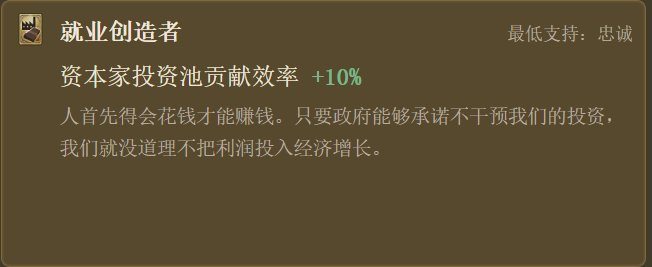 就业创造者
最低支持：忠诚
资本家投资池贡献效率 +10%
人首先得会花钱才能赚钱。只要政府能够承诺不干预我们的投资，
我们就没道理不把利润投入经济增长。